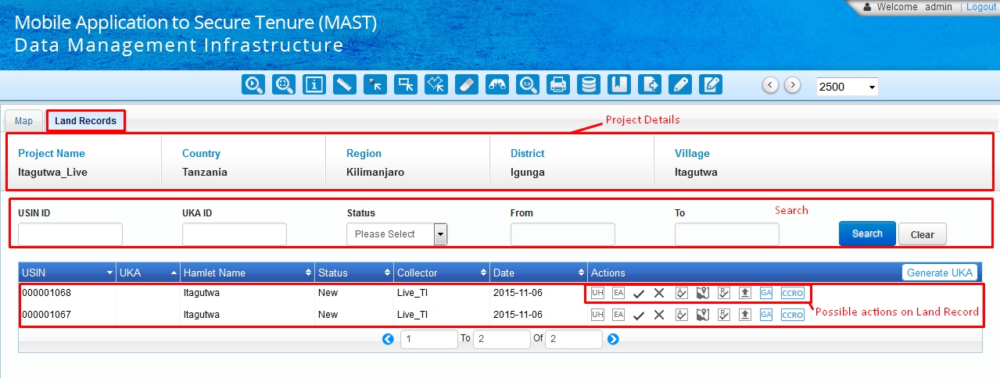 Welcome admin | Logout
Mobile Application to Secure Tenure (MAST)
Data Management Infrastructure
2500
Map Land Records
Project Details
Project Name Country Region District Village
Itagutwa_Live Tanzania Kilimanjaro Igunga Itagutwa
Search
USIN ID UKA ID Status From To
Please Select Search Clear
USIN UKA Hamlet Name Status Collector Date Actions Generate UKA
000001068 Itagutwa New Live_TI 2015-11-06 UH EA GA CCRO
Possible actions on Land Record
000001067 Itagutwa New Live_TI 2015-11-06 UH EA GA CCRO
1 To 2 Of 2